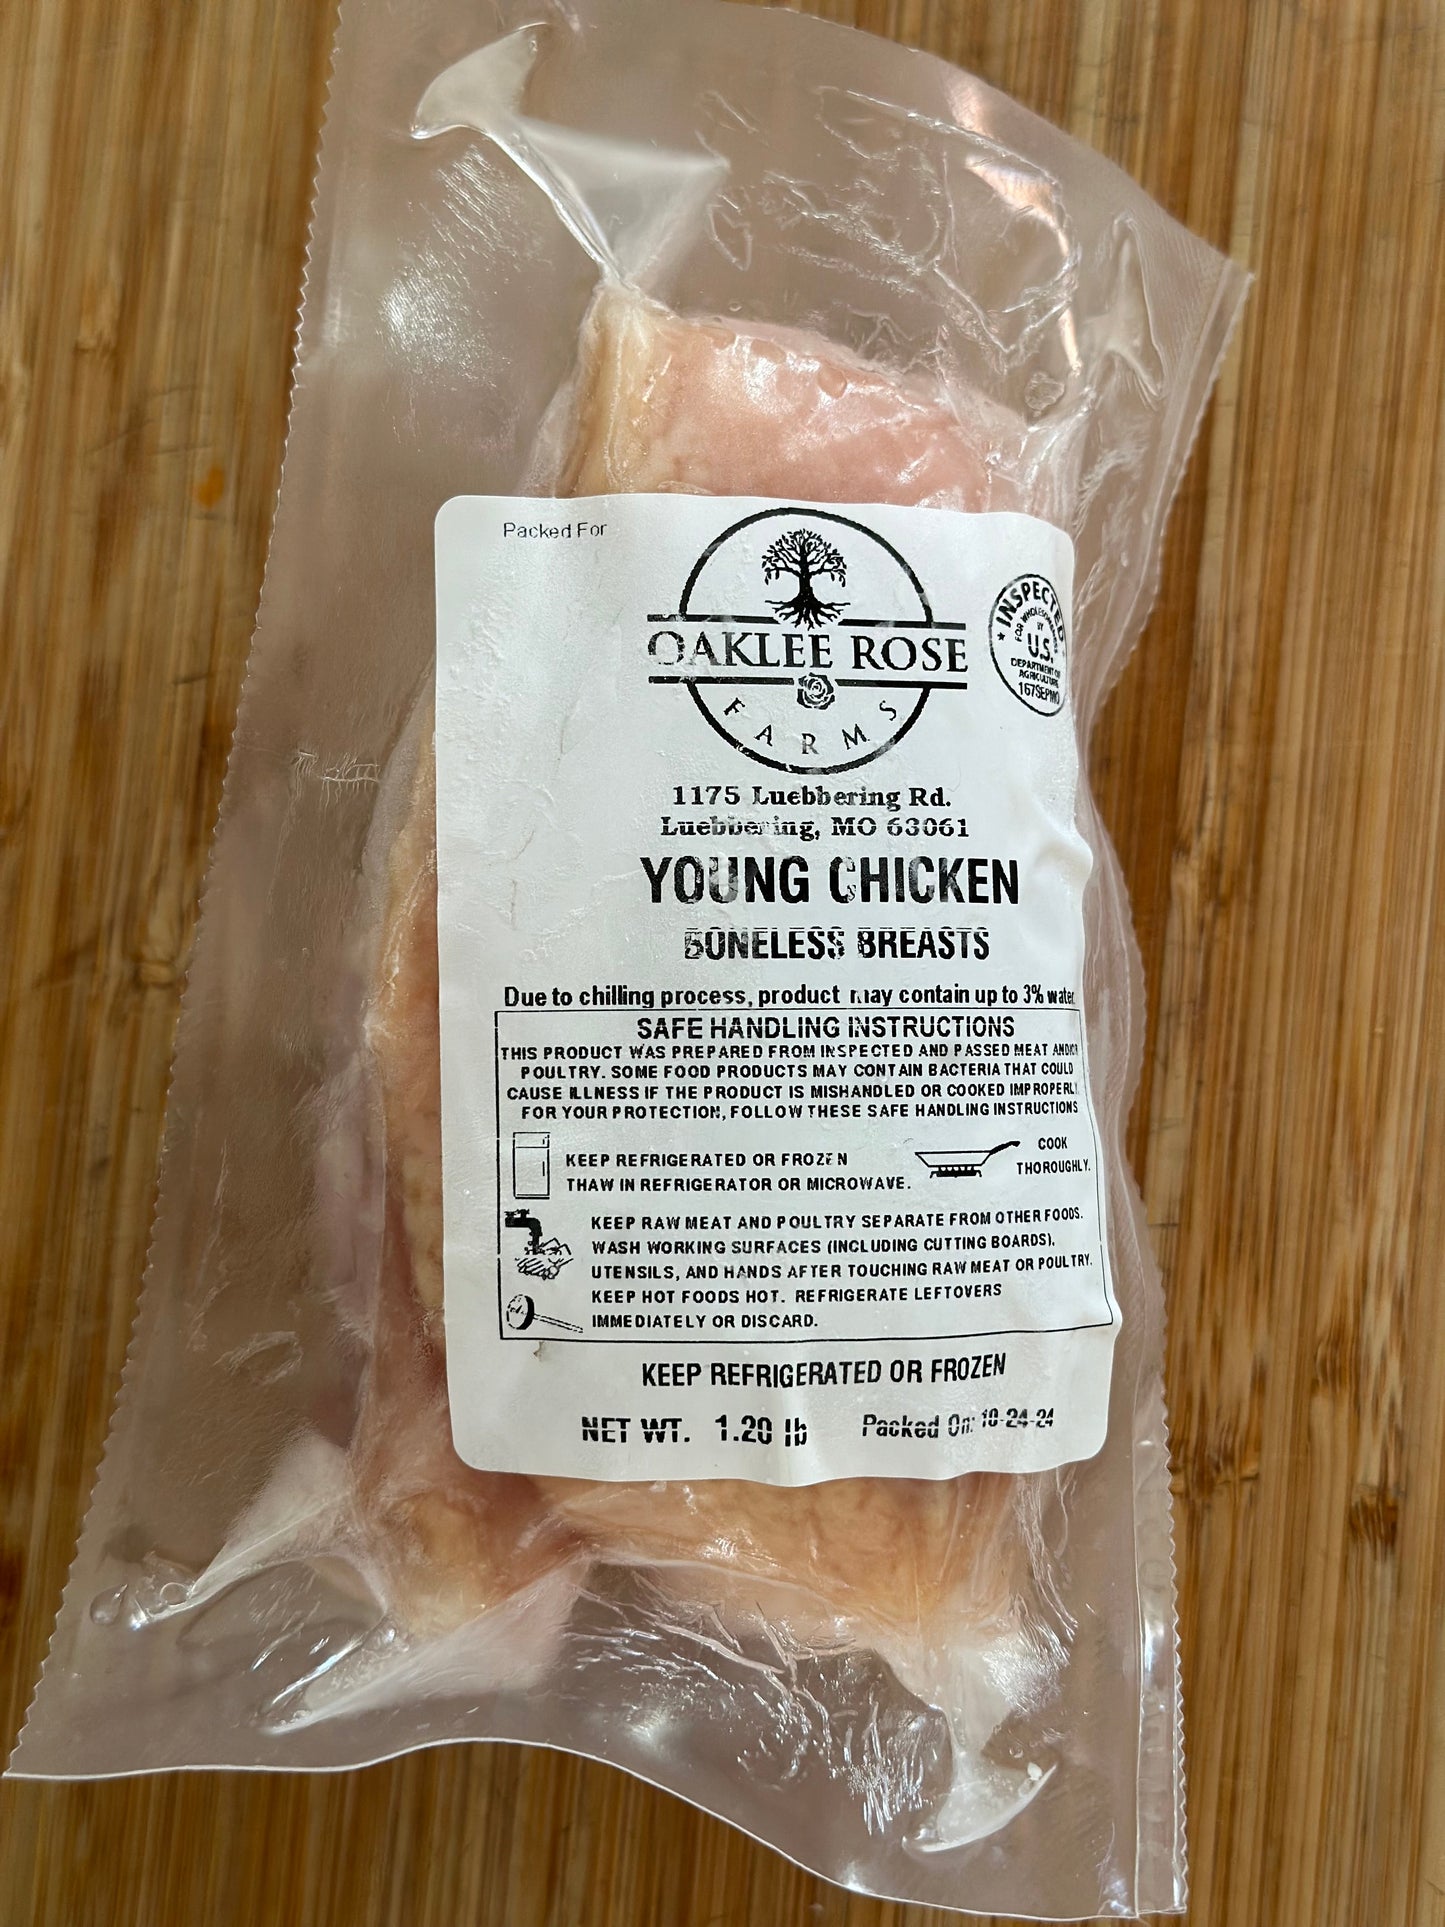 Packed For
OAKLEE ROSE
FARMS
INSPECTED
FOR WHOLESOMENESS
BY
U.S.
DEPARTMENT OF
AGRICULTURE
1175 Luebbering Rd.
Luebbering, MO 63061
YOUNG CHICKEN
BONELESS BREASTS
Due to chilling process, product may contain up to 3% water
SAFE HANDLING INSTRUCTIONS
THIS PRODUCT WAS PREPARED FROM INSPECTED AND PASSED MEAT AND/OR
POULTRY. SOME FOOD PRODUCTS MAY CONTAIN BACTERIA THAT COULD
CAUSE ILLNESS IF THE PRODUCT IS MISHANDLED OR COOKED IMPROPERLY.
FOR YOUR PROTECTION, FOLLOW THESE SAFE HANDLING INSTRUCTIONS
KEEP REFRIGERATED OR FROZEN
THAW IN REFRIGERATOR OR MICROWAVE.
COOK
THOROUGHLY.
KEEP RAW MEAT AND POULTRY SEPARATE FROM OTHER FOODS.
WASH WORKING SURFACES (INCLUDING CUTTING BOARDS),
UTENSILS, AND HANDS AFTER TOUCHING RAW MEAT OR POULTRY.
KEEP HOT FOODS HOT. REFRIGERATE LEFTOVERS
IMMEDIATELY OR DISCARD.
KEEP REFRIGERATED OR FROZEN
NET WT. 1.20 lb
Packed On: 10-24-24